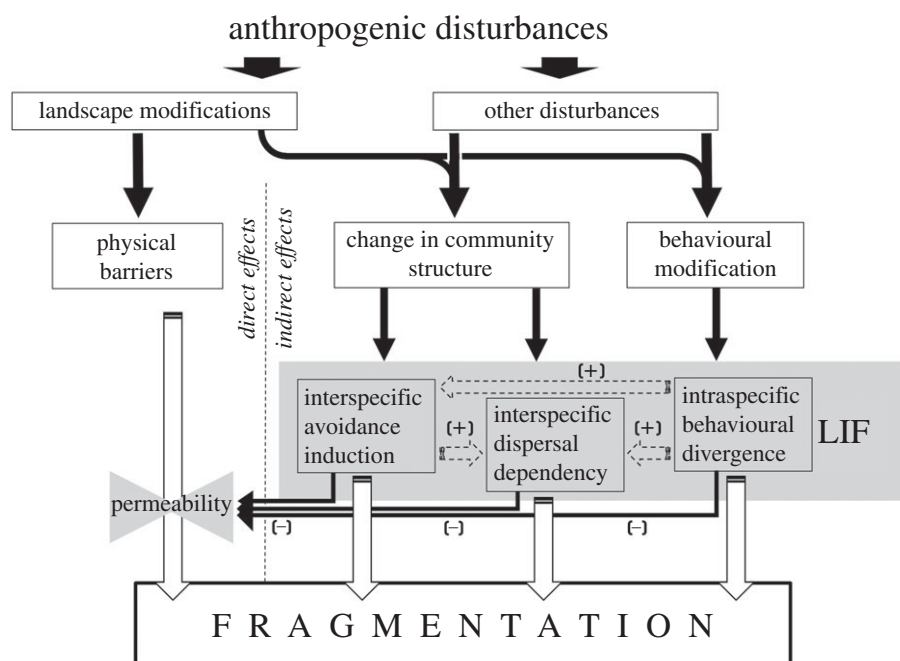 anthropogenic disturbances
landscape modifications
other disturbances
physical
barriers
direct effects
indirect effects
change in community
structure
behavioural
modification
(+)
interspecific
avoidance
induction
(+)
interspecific
dispersal
dependency
(+)
intraspecific
behavioural
divergence
LIF
permeability
(–)
(–)
(–)
FRAGMENTATION